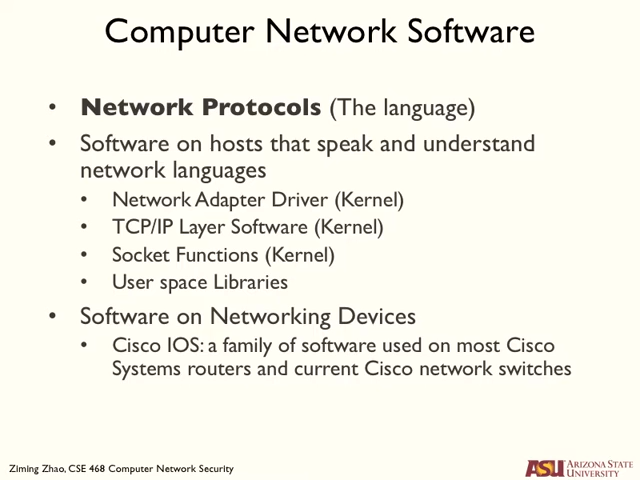 Computer Network Software
• Network Protocols (The language)
• Software on hosts that speak and understand
network languages
• Network Adapter Driver (Kernel)
• TCP/IP Layer Software (Kernel)
• Socket Functions (Kernel)
• User space Libraries
• Software on Networking Devices
• Cisco IOS: a family of software used on most Cisco
Systems routers and current Cisco network switches
Ziming Zhao, CSE 468 Computer Network Security
ASU ARIZONA STATE
UNIVERSITY